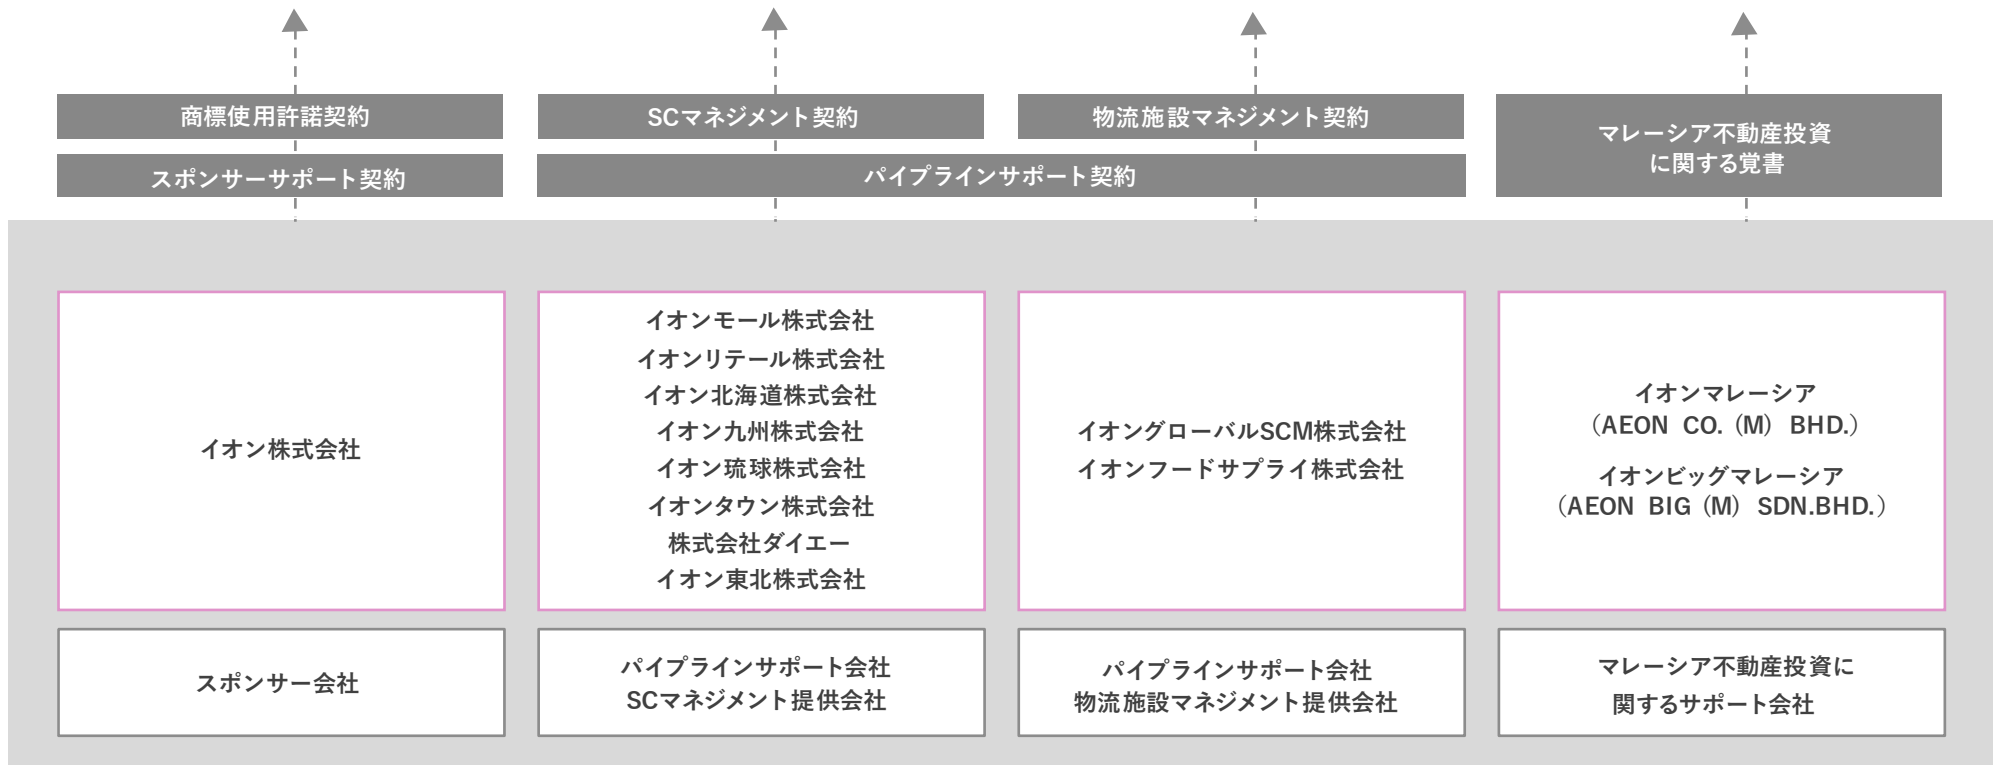 商標使用許諾契約
スポンサーサポート契約
SCマネジメント契約
物流施設マネジメント契約
パイプラインサポート契約
マレーシア不動産投資
に関する覚書
イオン株式会社
イオンモール株式会社
イオンリテール株式会社
イオン北海道株式会社
イオン九州株式会社
イオン琉球株式会社
イオンタウン株式会社
株式会社ダイエー
イオン東北株式会社
イオングローバルSCM株式会社
イオンフードサプライ株式会社
イオンマレーシア
（AEON CO. (M) BHD.）
イオンビッグマレーシア
（AEON BIG (M) SDN.BHD.）
スポンサー会社
パイプラインサポート会社
SCマネジメント提供会社
パイプラインサポート会社
物流施設マネジメント提供会社
マレーシア不動産投資に
関するサポート会社